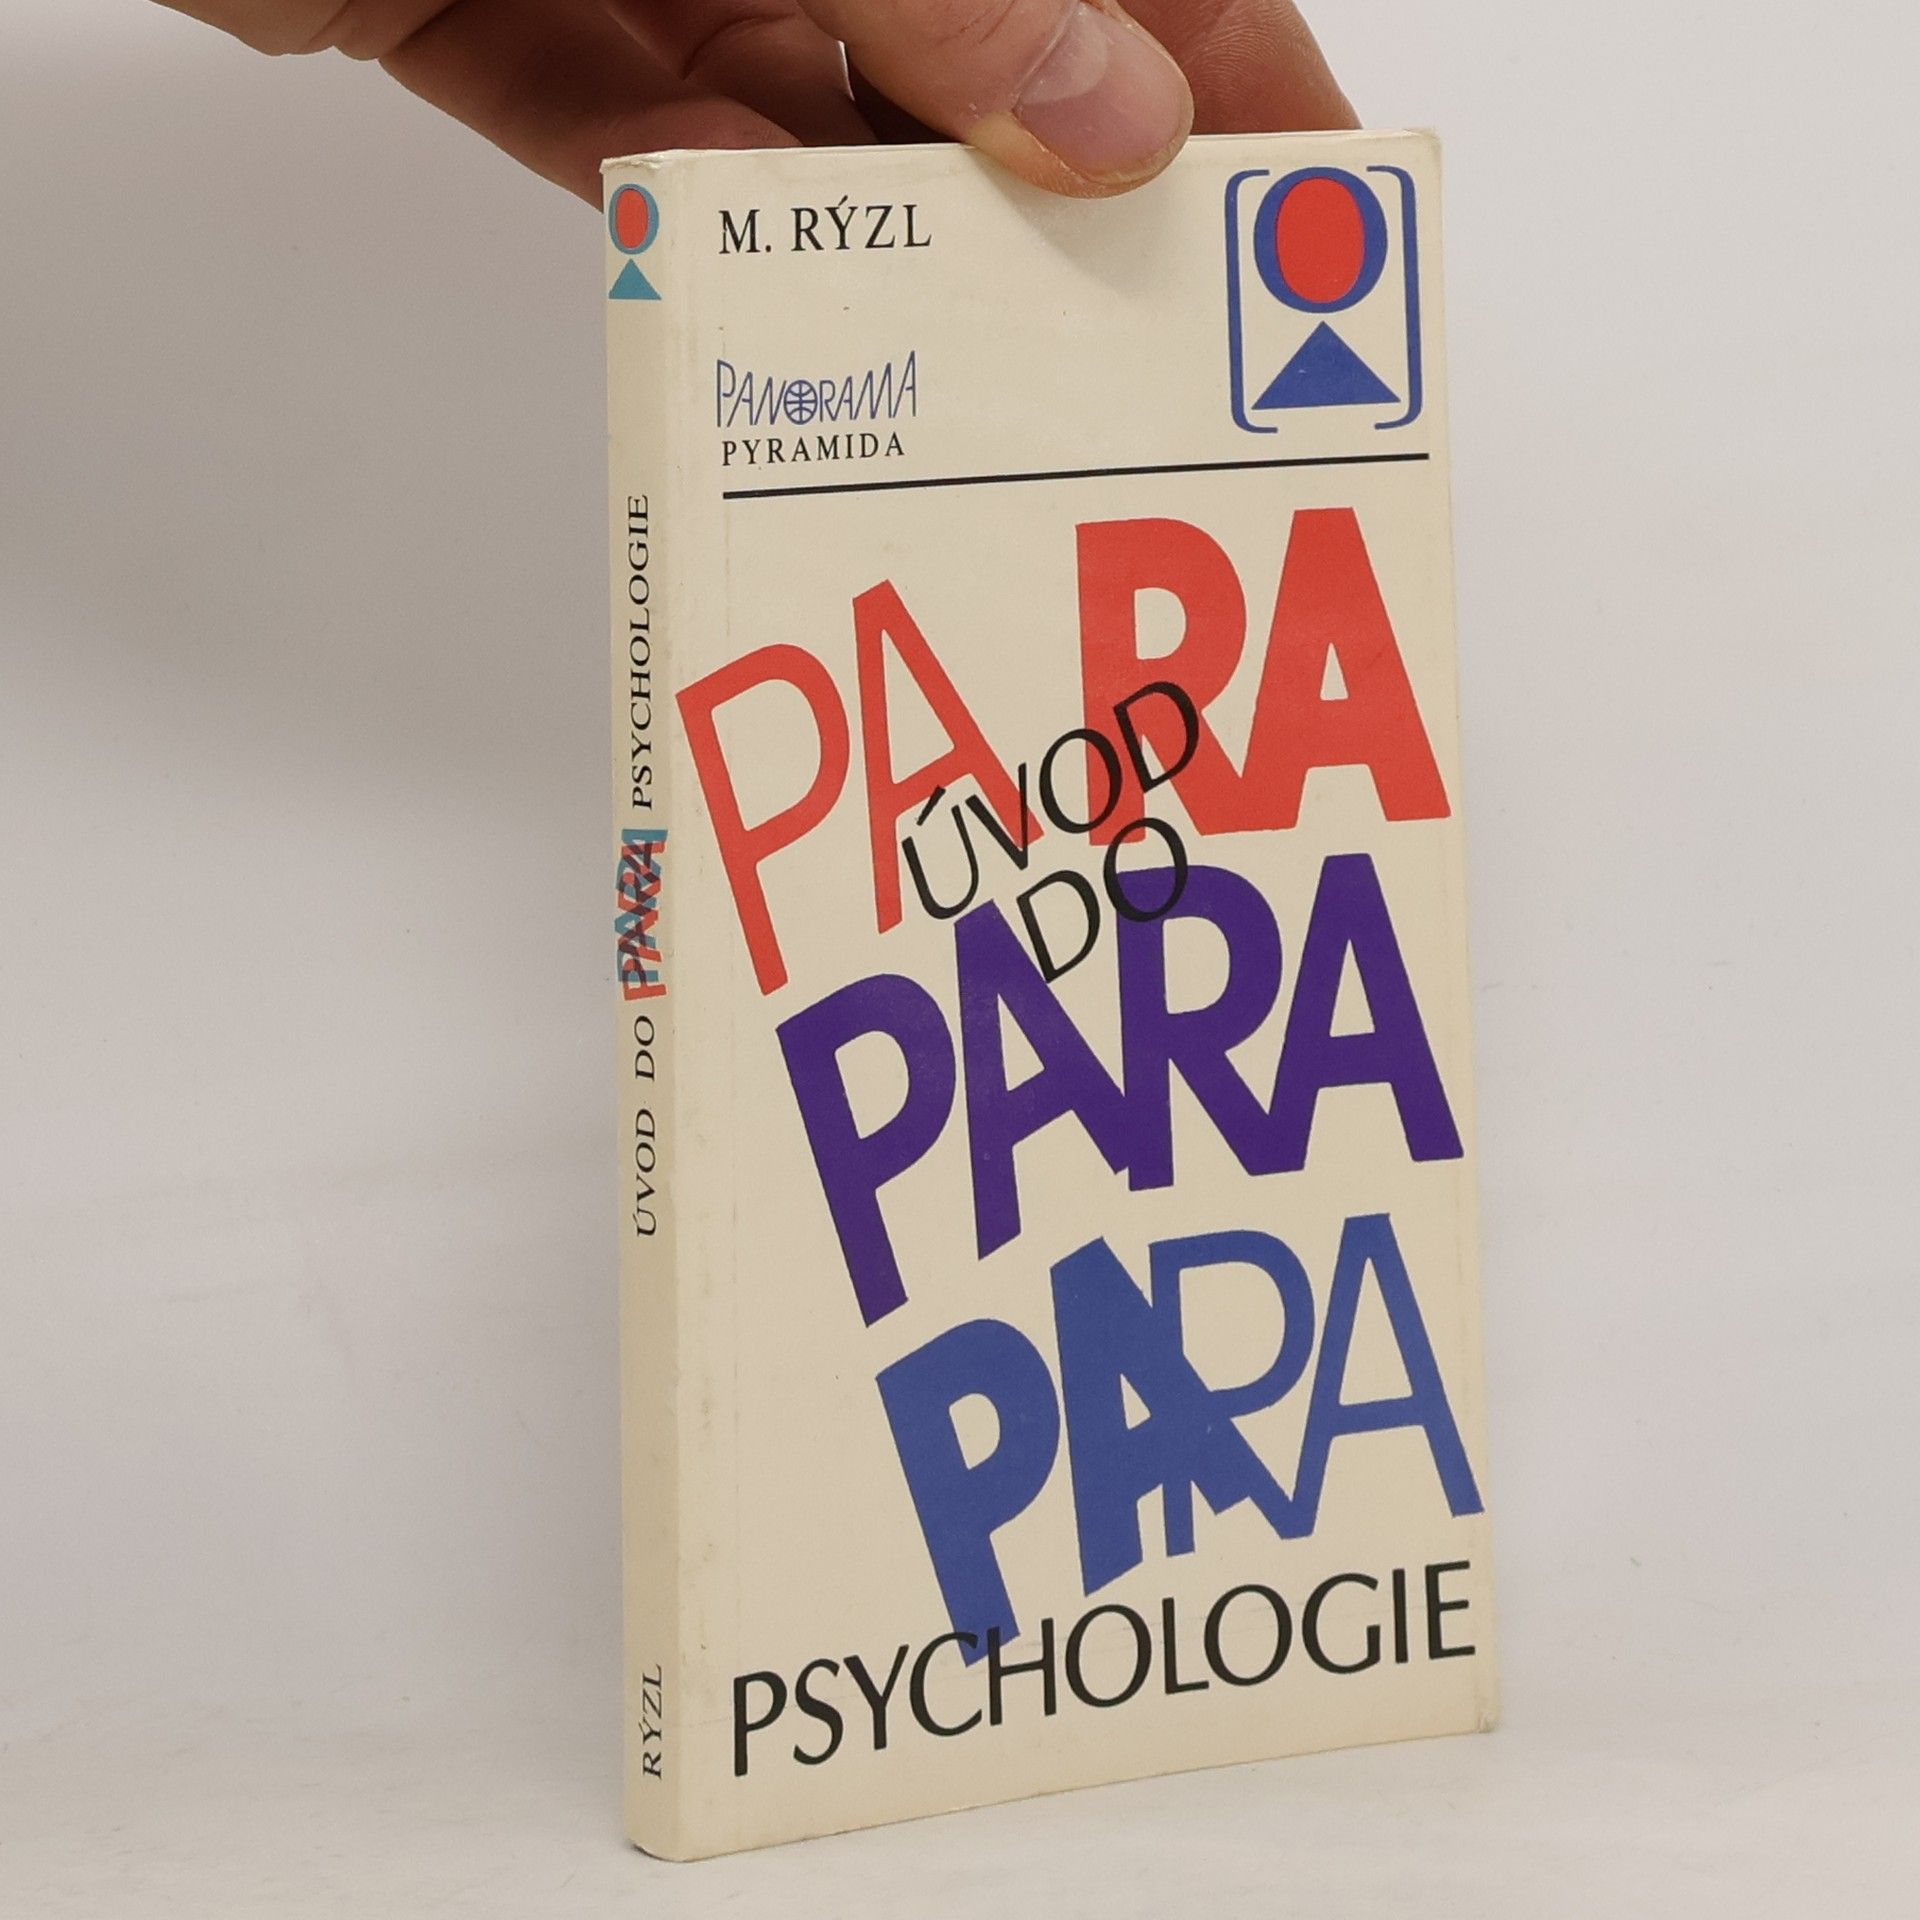 M. RÝZL
PANORAMA
PYRAMIDA
PARA
ÚVOD
DO
PARA
PARA
PSYCHOLOGIE
RÝZL ÚVOD DO PARA PSYCHOLOGIE